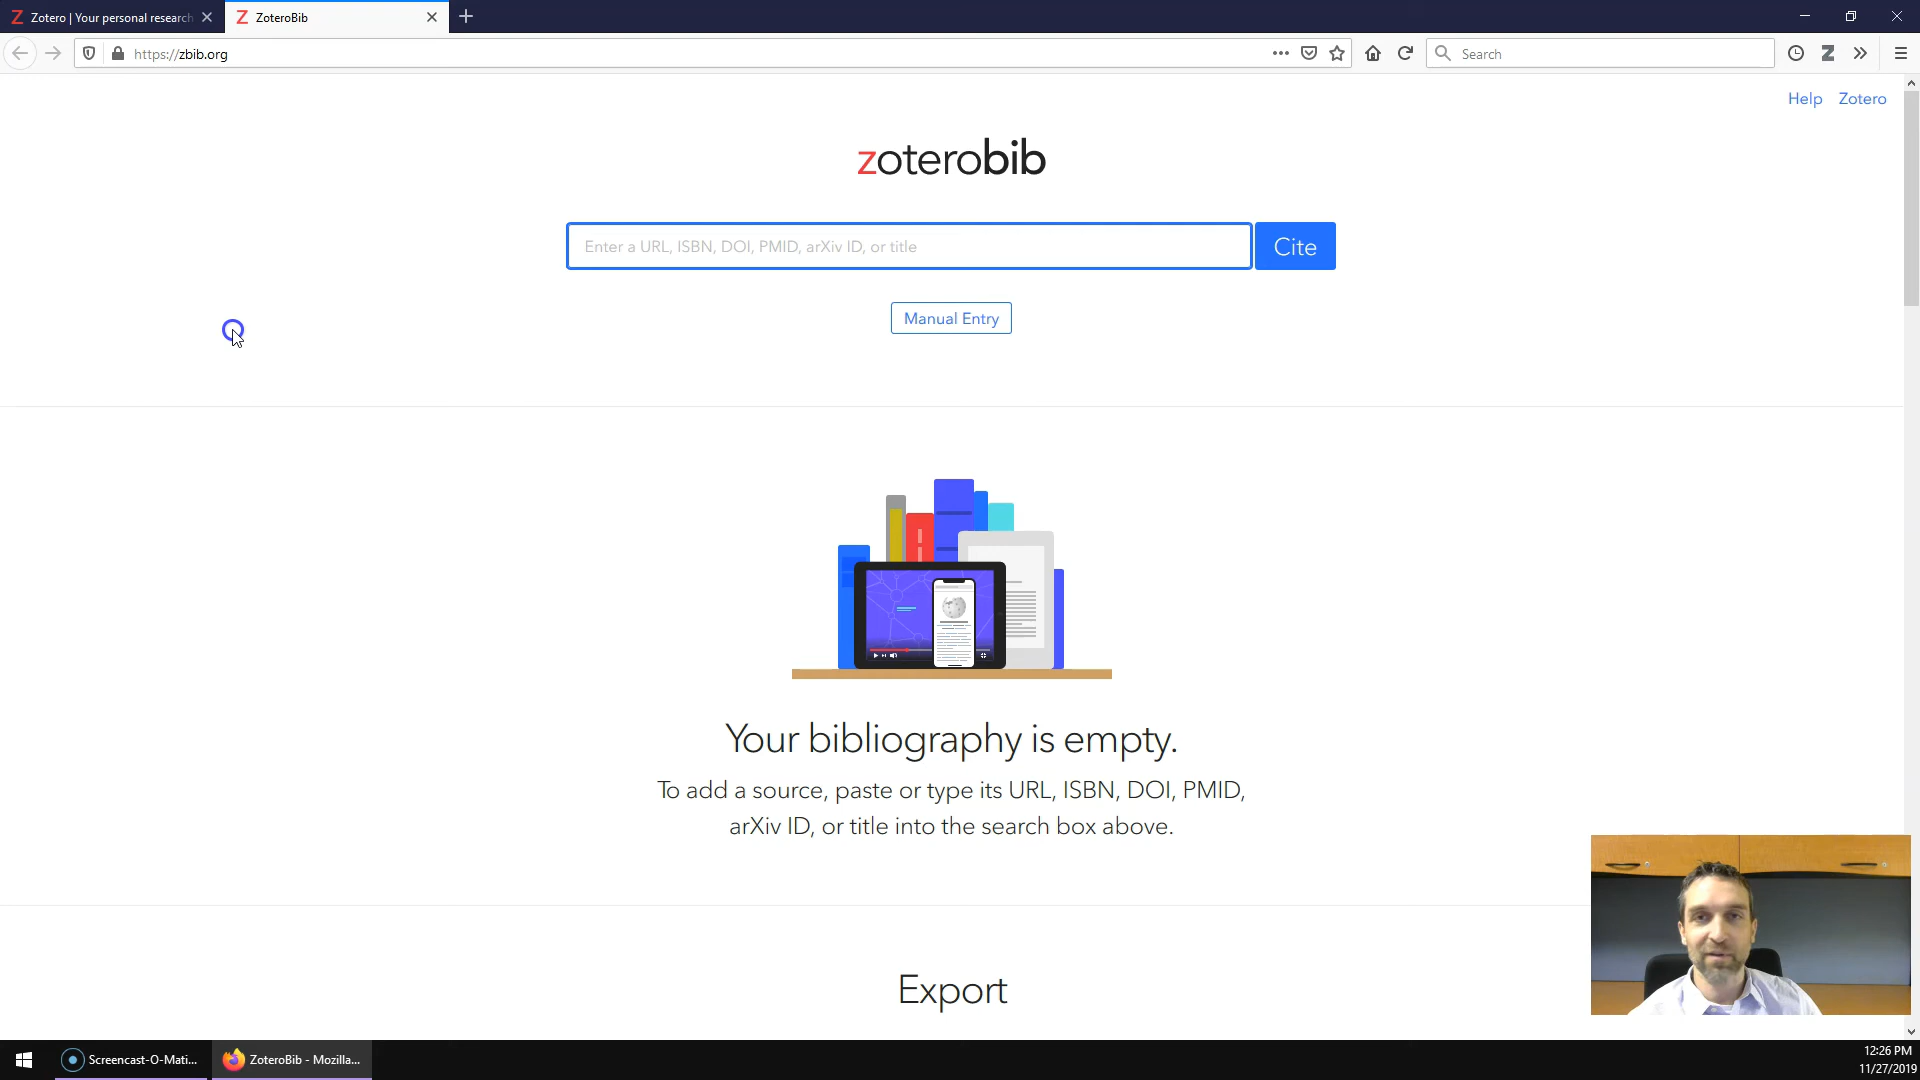 Zotero | Your personal research
ZoteroBib
https://zbib.org
Search
Help
Zotero
zoterobib
Enter a URL, ISBN, DOI, PMID, arXiv ID, or title
Cite
Manual Entry
Your bibliography is empty.
To add a source, paste or type its URL, ISBN, DOI, PMID,
arXiv ID, or title into the search box above.
Export
Screencast-O-Mati...
ZoteroBib - Mozilla...
12:26 PM
11/27/2019